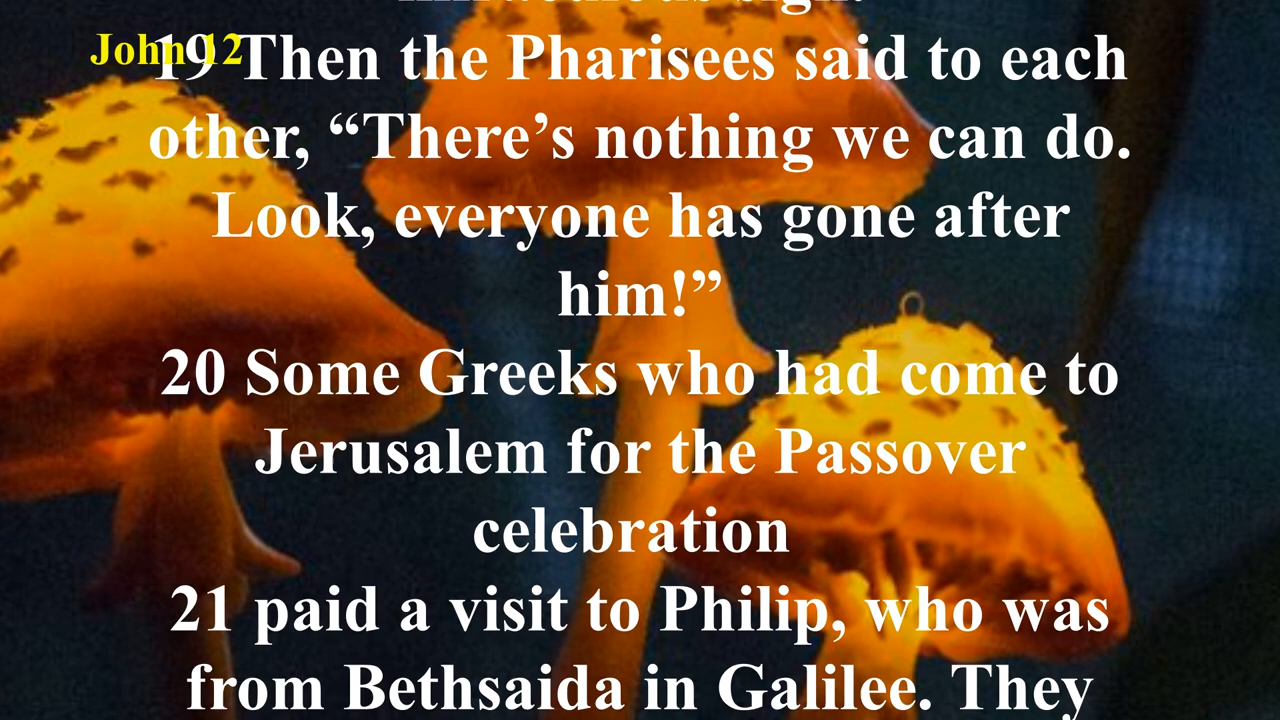 John 12
19 Then the Pharisees said to each
other, “There’s nothing we can do.
Look, everyone has gone after
him!”
20 Some Greeks who had come to
Jerusalem for the Passover
celebration
21 paid a visit to Philip, who was
from Bethsaida in Galilee. They